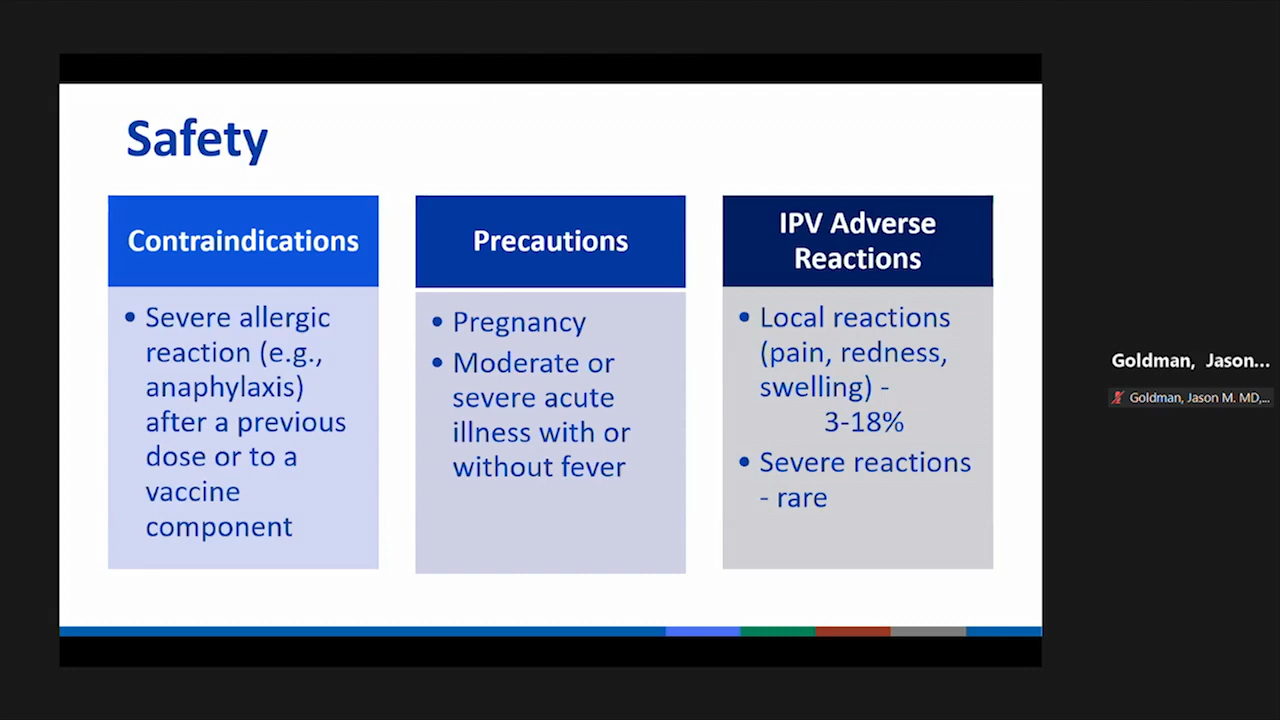 Safety
Contraindications
• Severe allergic
reaction (e.g.,
anaphylaxis)
after a previous
dose or to a
vaccine
component
Precautions
• Pregnancy
• Moderate or
severe acute
illness with or
without fever
IPV Adverse
Reactions
• Local reactions
(pain, redness,
swelling) -
3-18%
• Severe reactions
- rare
Goldman, Jason...
Goldman, Jason M. MD,...